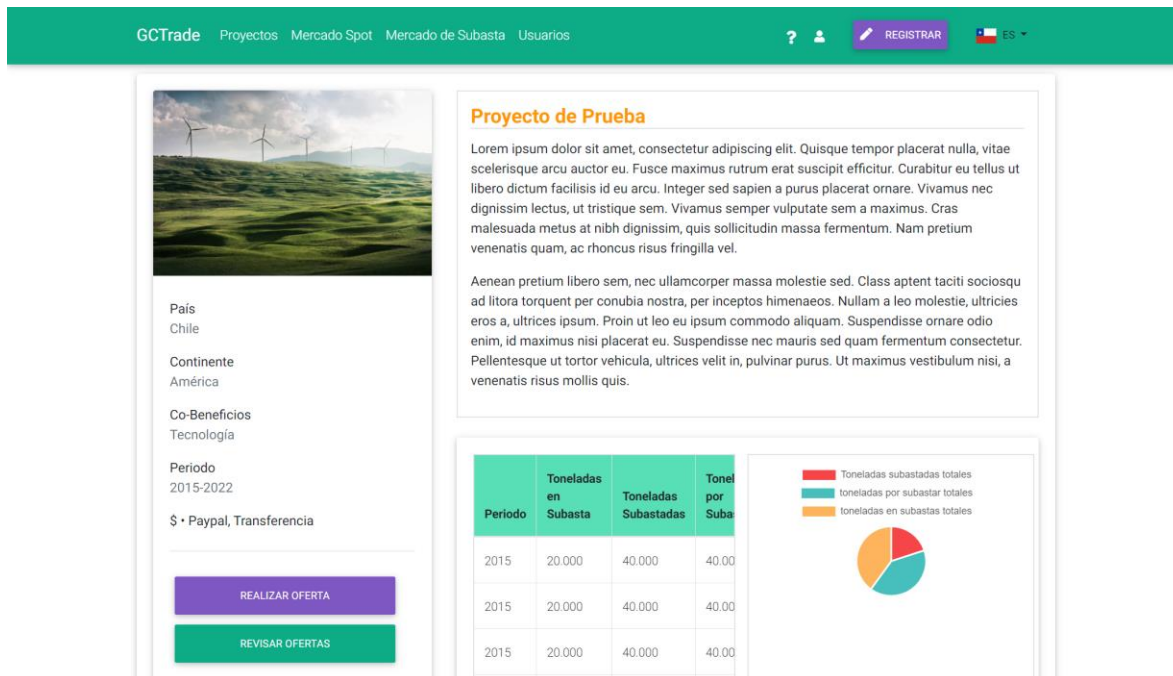 GCTrade Proyectos Mercado Spot Mercado de Subasta Usuarios ? REGISTRAR ES
Proyecto de Prueba
Lorem ipsum dolor sit amet, consectetur adipiscing elit. Quisque tempor placerat nulla, vitae
scelerisque arcu auctor eu. Fusce maximus rutrum erat suscipit efficitur. Curabitur eu tellus ut
libero dictum facilisis id eu arcu. Integer sed sapien a purus placerat ornare. Vivamus nec
dignissim lectus, ut tristique sem. Vivamus semper vulputate sem a maximus. Cras
malesuada metus at nibh dignissim, quis sollicitudin massa fermentum. Nam pretium
venenatis quam, ac rhoncus risus fringilla vel.
Aenean pretium libero sem, nec ullamcorper massa molestie sed. Class aptent taciti sociosqu
ad litora torquent per conubia nostra, per inceptos himenaeos. Nullam a leo molestie, ultricies
eros a, ultrices ipsum. Proin ut leo eu ipsum commodo aliquam. Suspendisse ornare odio
enim, id maximus nisi placerat eu. Suspendisse nec mauris sed quam fermentum consectetur.
Pellentesque ut tortor vehicula, ultrices velit in, pulvinar purus. Ut maximus vestibulum nisi, a
venenatis risus mollis quis.
País
Chile
Continente
América
Co-Beneficios
Tecnología
Periodo
2015-2022
$ • Paypal, Transferencia
REALIZAR OFERTA
REVISAR OFERTAS
Periodo
Toneladas
en
Subasta
Toneladas
Subastadas
Tonel
por
Suba
2015 20.000 40.000 40.00
2015 20.000 40.000 40.00
2015 20.000 40.000 40.00
Toneladas subastadas totales
toneladas por subastar totales
toneladas en subastas totales